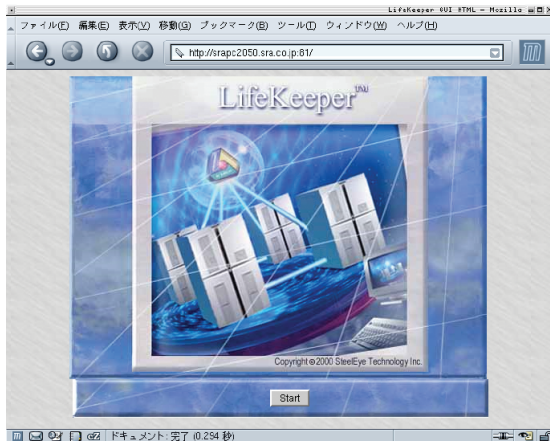 LifeKeeper GUI HTML - Mozilla
ファイル(F) 編集(E) 表示(V) 移動(G) ブックマーク(B) ツール(T) ウィンドウ(W) ヘルプ(H)
http://srapc2050.sra.co.jp:81/
LifeKeeper™
Copyright©2000 SteelEye Technology Inc.
Start
ドキュメント: 完了 (0.294 秒)